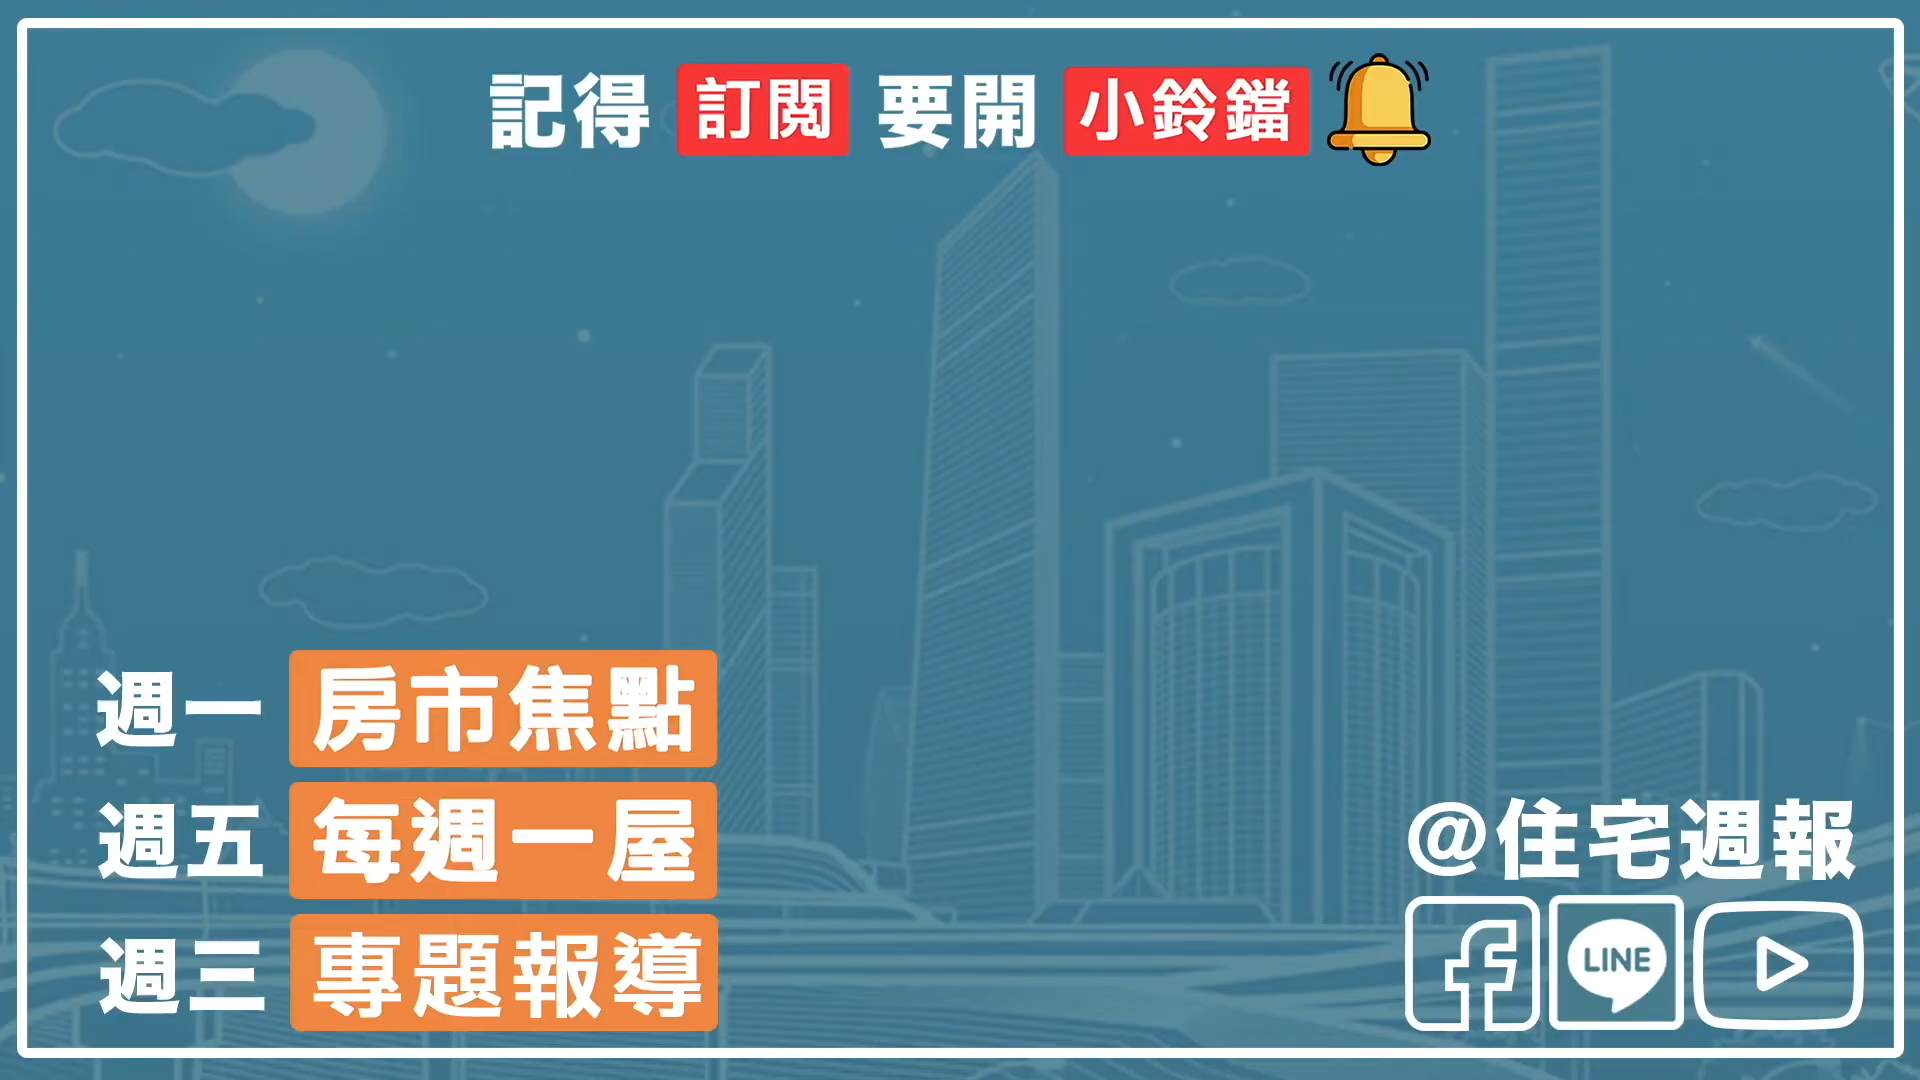 記得 訂閱 要開 小鈴鐺
週一 房市焦點
週五 每週一屋
週三 專題報導
@住宅週報
LINE